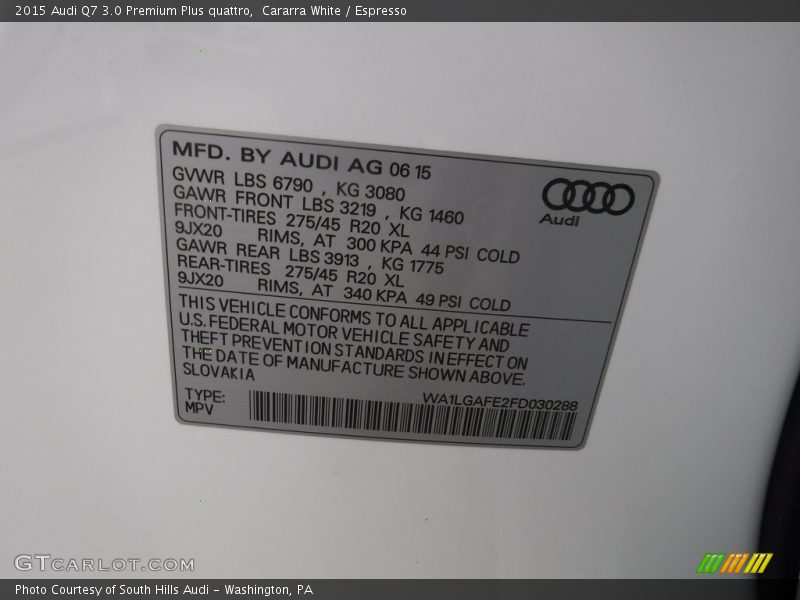 2015 Audi Q7 3.0 Premium Plus quattro,  Cararra White / Espresso
MFD. BY AUDI AG 06 15
GVWR LBS 6790 , KG 3080
GAWR FRONT LBS 3219 , KG 1460
FRONT-TIRES 275/45 R20 XL
9JX20 RIMS, AT 300 KPA 44 PSI COLD
GAWR REAR LBS 3913 , KG 1775
REAR-TIRES 275/45 R20 XL
9JX20 RIMS, AT 340 KPA 49 PSI COLD
Audi
THIS VEHICLE CONFORMS TO ALL APPLICABLE
U.S. FEDERAL MOTOR VEHICLE SAFETY AND
THEFT PREVENTION STANDARDS IN EFFECT ON
THE DATE OF MANUFACTURE SHOWN ABOVE.
SLOVAKIA
TYPE:
MPV
WA1LGAFE2FD030288
GTCARLOT.COM
Photo Courtesy of South Hills Audi - Washington, PA